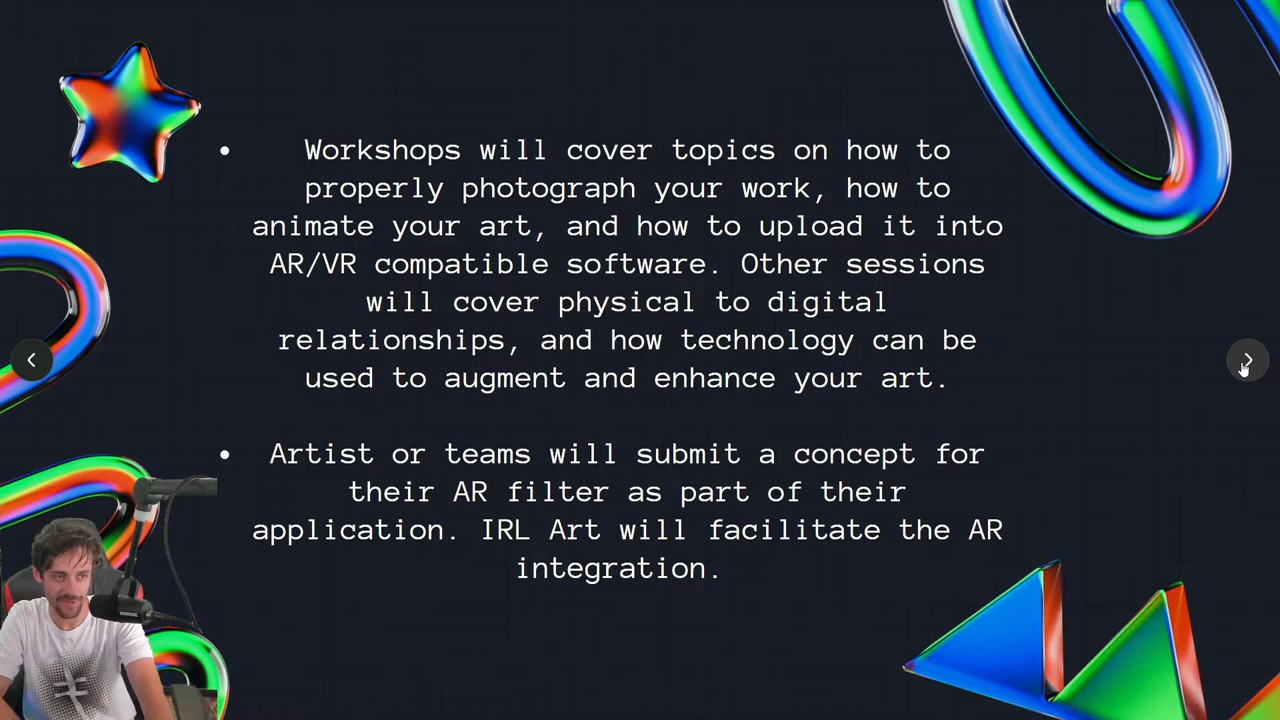 • Workshops will cover topics on how to
properly photograph your work, how to
animate your art, and how to upload it into
AR/VR compatible software. Other sessions
will cover physical to digital
relationships, and how technology can be
used to augment and enhance your art.
• Artist or teams will submit a concept for
their AR filter as part of their
application. IRL Art will facilitate the AR
integration.